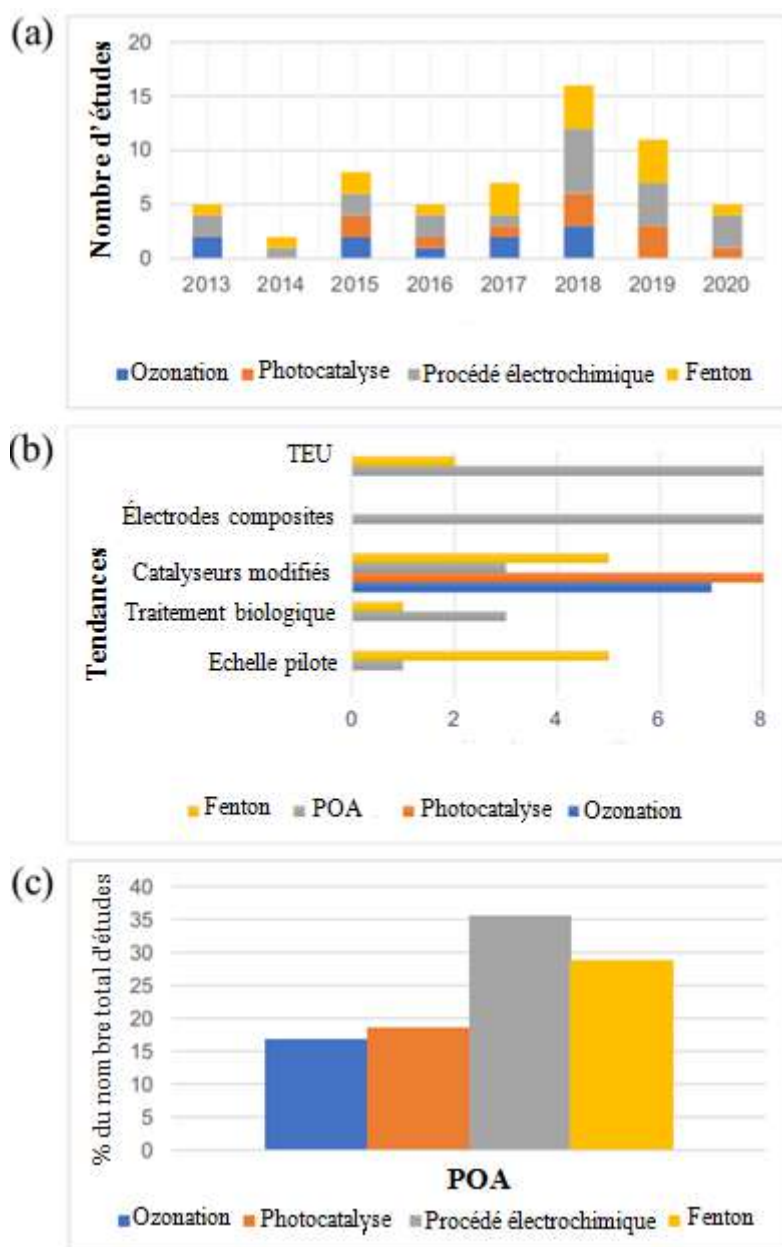 (a)
Nombre d'études
20
15
10
5
0
2013 2014 2015 2016 2017 2018 2019 2020
Ozonation Photocatalyse Procédé électrochimique Fenton
(b)
Tendances
TEU
Électrodes composites
Catalyseurs modifiés
Traitement biologique
Echelle pilote
0 2 4 6 8
Fenton POA Photocatalyse Ozonation
(c)
% du nombre total d'études
40
35
30
25
20
15
10
5
0
POA
Ozonation Photocatalyse Procédé électrochimique Fenton